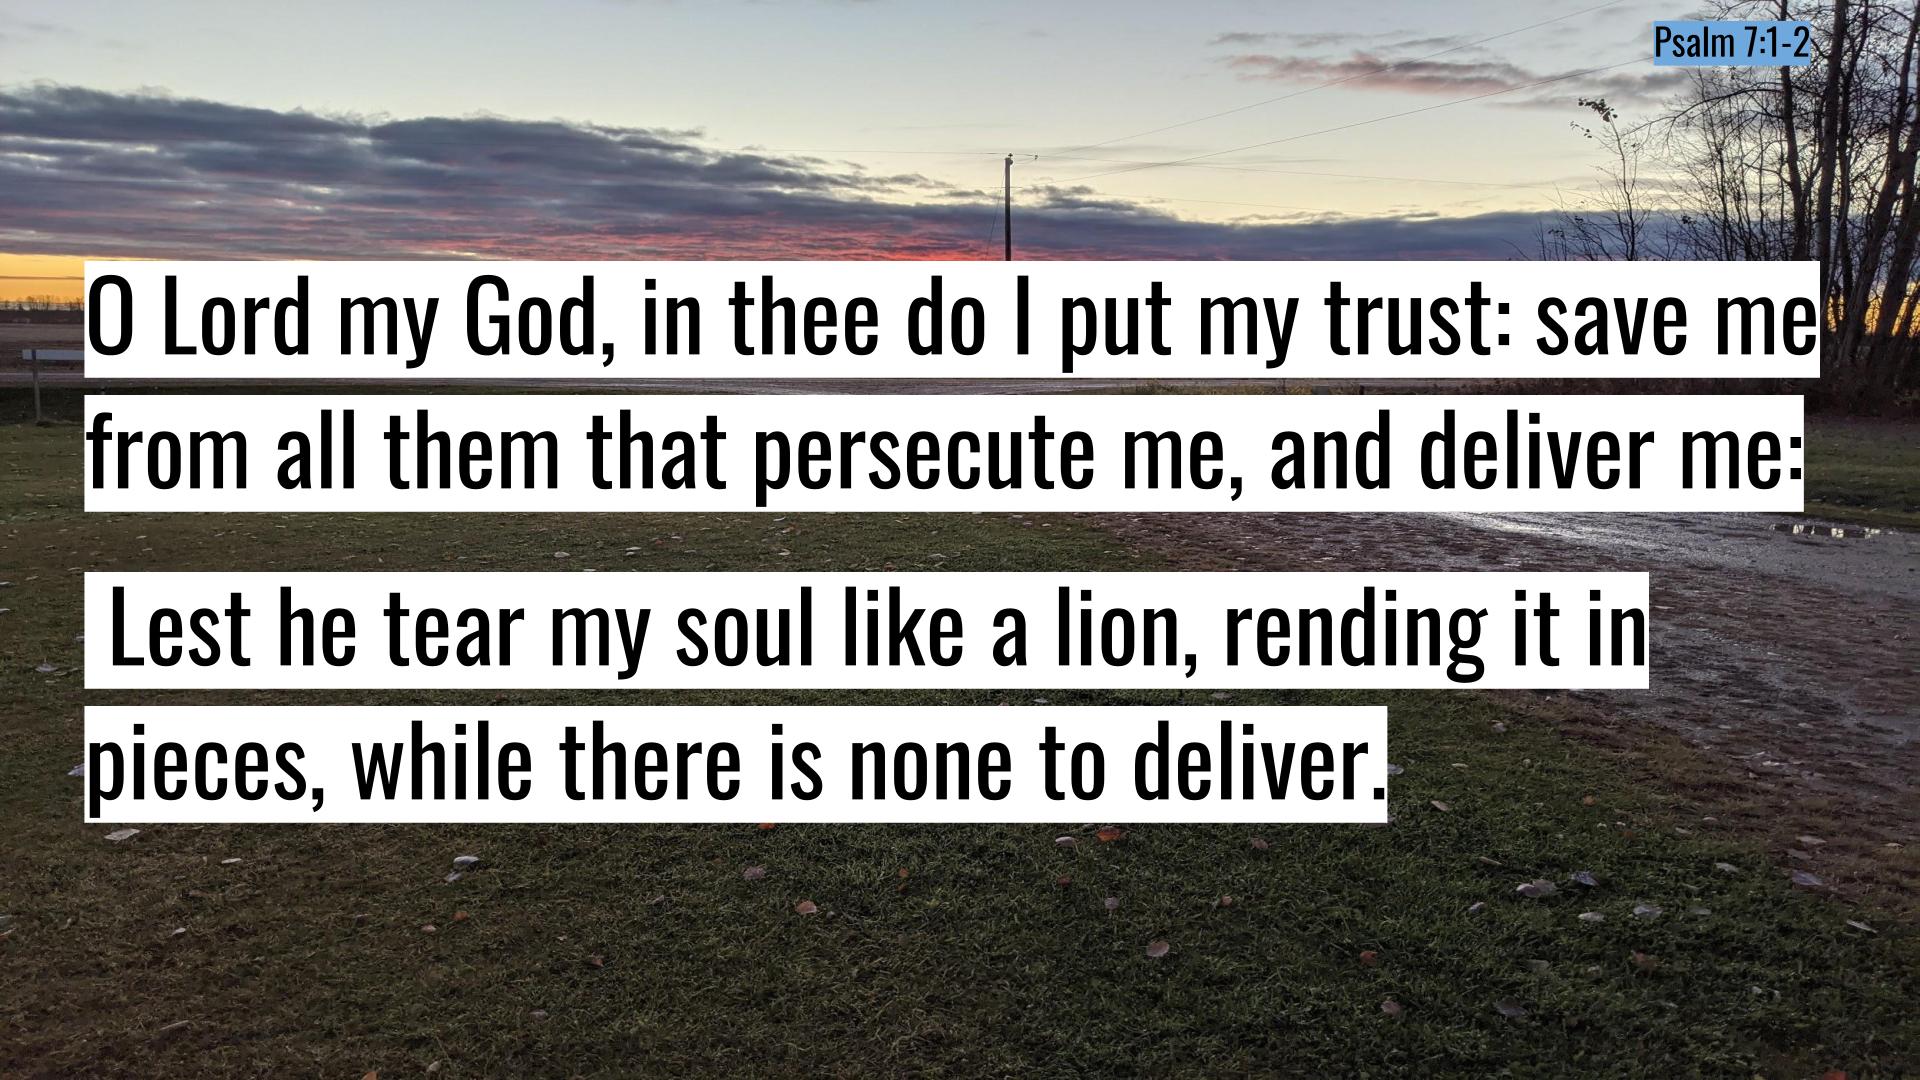 Psalm 7:1-2
O Lord my God, in thee do I put my trust: save me
from all them that persecute me, and deliver me:
Lest he tear my soul like a lion, rending it in
pieces, while there is none to deliver.